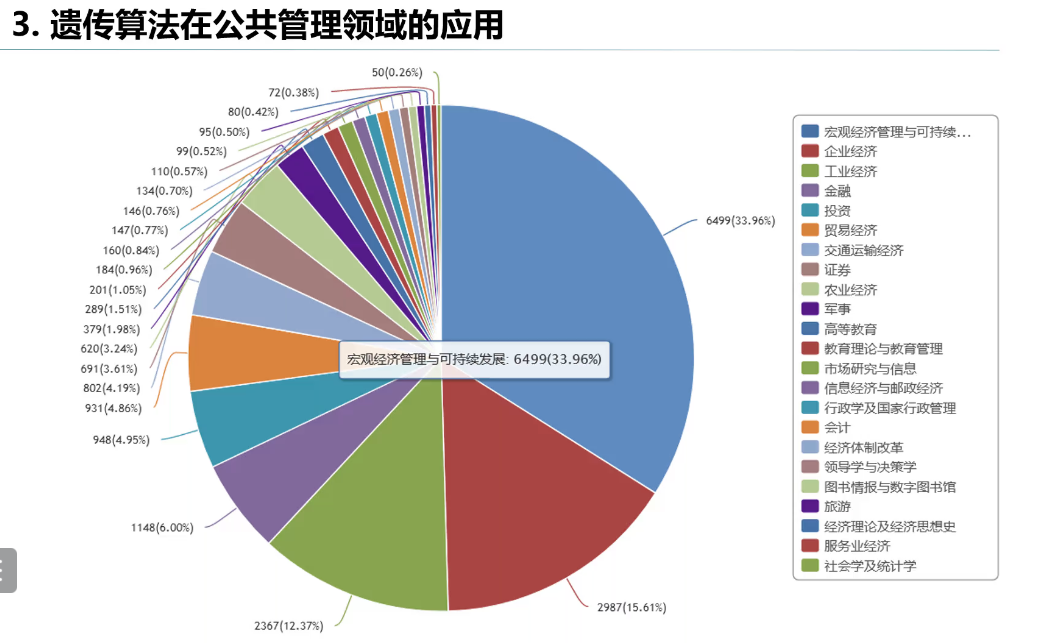 3. 遗传算法在公共管理领域的应用
50(0.26%)
72(0.38%)
80(0.42%)
95(0.50%)
99(0.52%)
110(0.57%)
134(0.70%)
146(0.76%)
147(0.77%)
160(0.84%)
184(0.96%)
201(1.05%)
289(1.51%)
379(1.98%)
620(3.24%)
691(3.61%)
802(4.19%)
931(4.86%)
948(4.95%)
1148(6.00%)
2367(12.37%)
2987(15.61%)
6499(33.96%)
宏观经济管理与可持续发展: 6499(33.96%)
宏观经济管理与可持续...
企业经济
工业经济
金融
投资
贸易经济
交通运输经济
证券
农业经济
军事
高等教育
教育理论与教育管理
市场研究与信息
信息经济与邮政经济
行政学及国家行政管理
会计
经济体制改革
领导学与决策学
图书情报与数字图书馆
旅游
经济理论及经济思想史
服务业经济
社会学及统计学